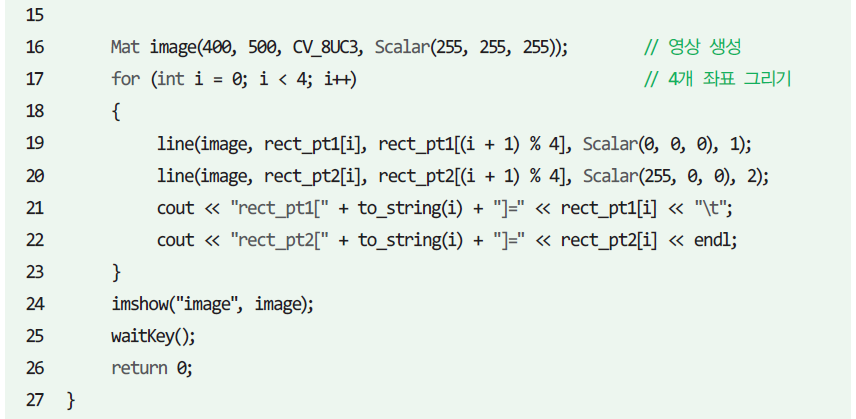 15
16 Mat image(400, 500, CV_8UC3, Scalar(255, 255, 255)); // 영상 생성
17 for (int i = 0; i < 4; i++) // 4개 좌표 그리기
18 {
19 line(image, rect_pt1[i], rect_pt1[(i + 1) % 4], Scalar(0, 0, 0), 1);
20 line(image, rect_pt2[i], rect_pt2[(i + 1) % 4], Scalar(255, 0, 0), 2);
21 cout << "rect_pt1[" + to_string(i) + "]=" << rect_pt1[i] << "\t";
22 cout << "rect_pt2[" + to_string(i) + "]=" << rect_pt2[i] << endl;
23 }
24 imshow("image", image);
25 waitKey();
26 return 0;
27 }